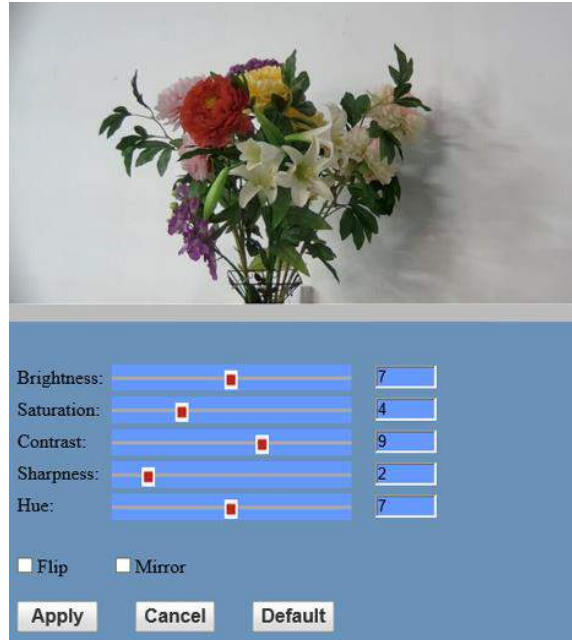 Brightness: 7
Saturation: 4
Contrast: 9
Sharpness: 2
Hue: 7
Flip Mirror
Apply Cancel Default